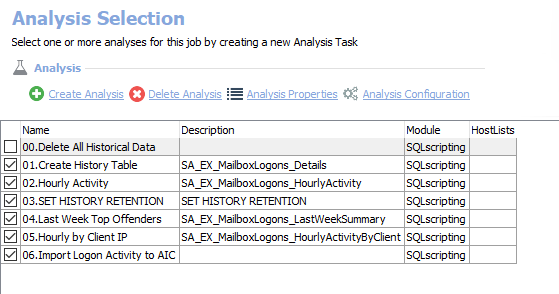 Analysis Selection
Select one or more analyses for this job by creating a new Analysis Task
Analysis
Create Analysis Delete Analysis Analysis Properties Analysis Configuration
Name Description Module HostLists
00.Delete All Historical Data SQLscripting
01.Create History Table SA_EX_MailboxLogons_Details SQLscripting
02.Hourly Activity SA_EX_MailboxLogons_HourlyActivity SQLscripting
03.SET HISTORY RETENTION SET HISTORY RETENTION SQLscripting
04.Last Week Top Offenders SA_EX_MailboxLogons_LastWeekSummary SQLscripting
05.Hourly by Client IP SA_EX_MailboxLogons_HourlyActivityByClient SQLscripting
06.Import Logon Activity to AIC SQLscripting